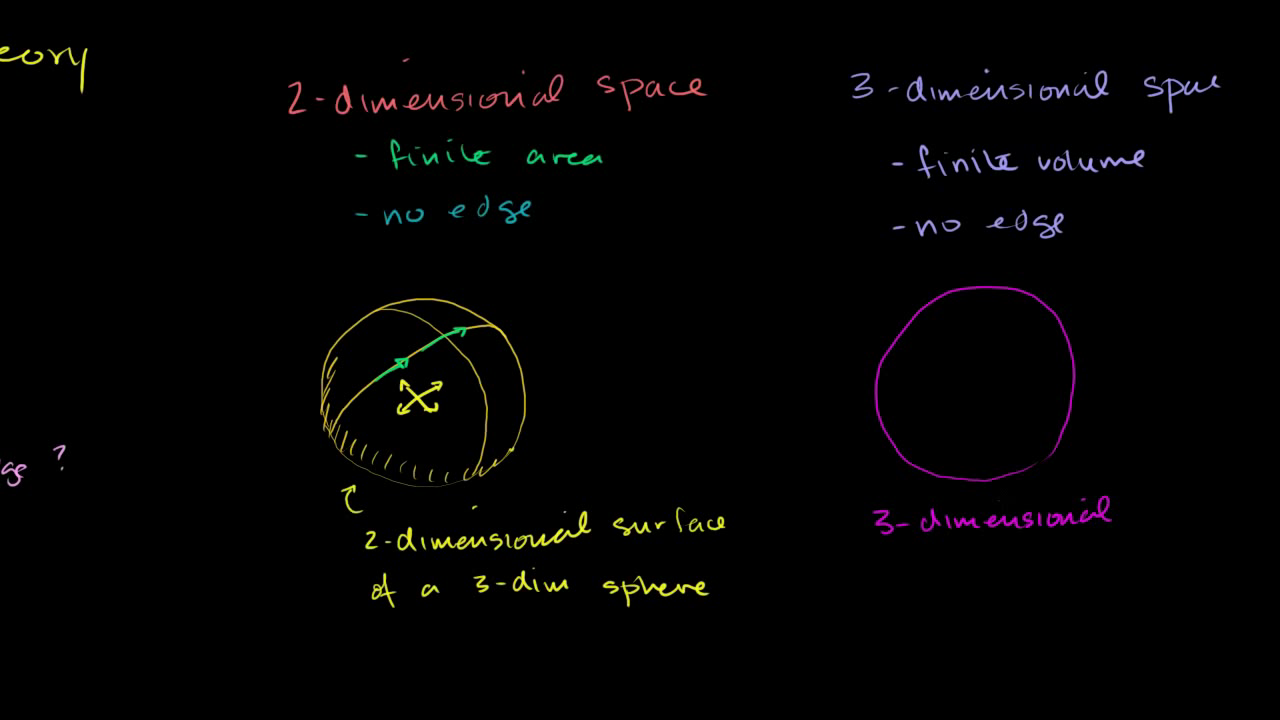 eory
2-dimensional space
- finite area
- no edge
3-dimensional space
- finite volume
- no edge
ge ?
2-dimensional surface
of a 3-dim sphere
3-dimensional